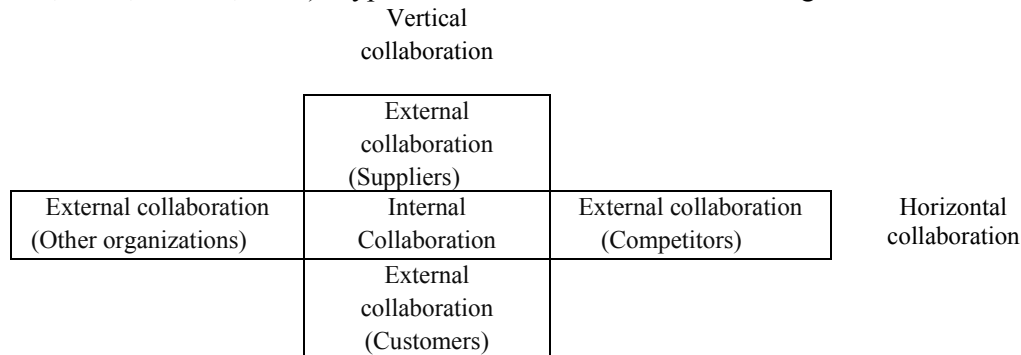 Vertical
collaboration
External
collaboration
(Suppliers)
External collaboration
(Other organizations)
Internal
Collaboration
External collaboration
(Competitors)
Horizontal
collaboration
External
collaboration
(Customers)